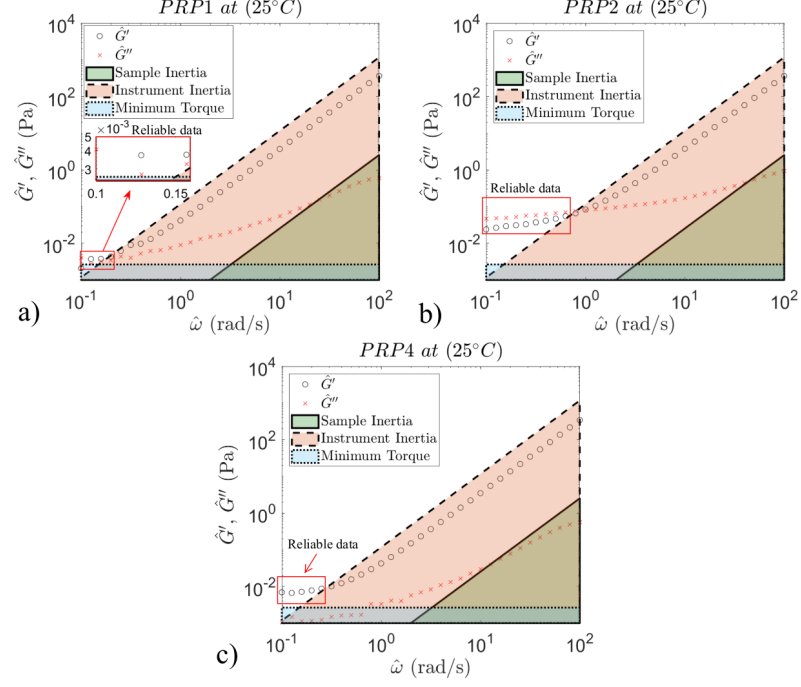 PRP1 at (25°C)
Ĝ′
Ĝ″
Sample Inertia
Instrument Inertia
Minimum Torque
× 10⁻³ Reliable data
5
4
3
0.1 0.15
10⁴
10²
10⁰
10⁻²
Ĝ′, Ĝ″ (Pa)
10⁻¹ 10⁰ 10¹ 10²
ω̂ (rad/s)
a)
PRP2 at (25°C)
Ĝ′
Ĝ″
Sample Inertia
Instrument Inertia
Minimum Torque
Reliable data
10⁴
10²
10⁰
10⁻²
Ĝ′, Ĝ″ (Pa)
10⁻¹ 10⁰ 10¹ 10²
ω̂ (rad/s)
b)
PRP4 at (25°C)
Ĝ′
Ĝ″
Sample Inertia
Instrument Inertia
Minimum Torque
Reliable data
10⁴
10²
10⁰
10⁻²
Ĝ′, Ĝ″ (Pa)
10⁻¹ 10⁰ 10¹ 10²
ω̂ (rad/s)
c)